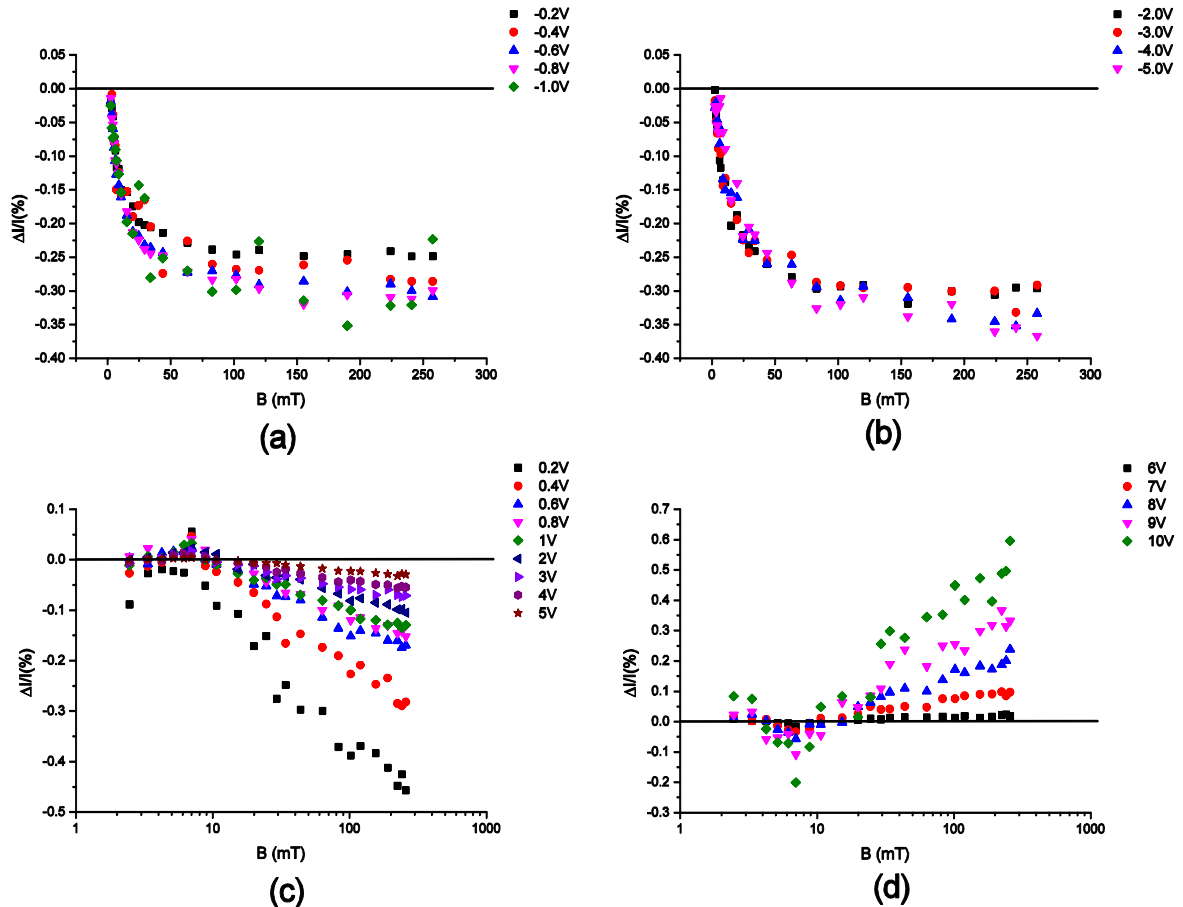 -0.2V
-0.4V
-0.6V
-0.8V
-1.0V
0.05
0.00
-0.05
-0.10
-0.15
-0.20
-0.25
-0.30
-0.35
-0.40
ΔI/I(%)
0 50 100 150 200 250 300
B (mT)
(a)
-2.0V
-3.0V
-4.0V
-5.0V
0.05
0.00
-0.05
-0.10
-0.15
-0.20
-0.25
-0.30
-0.35
-0.40
ΔI/I(%)
0 50 100 150 200 250 300
B (mT)
(b)
0.2V
0.4V
0.6V
0.8V
1V
2V
3V
4V
5V
0.1
0.0
-0.1
-0.2
-0.3
-0.4
-0.5
ΔI/I(%)
1 10 100 1000
B (mT)
(c)
6V
7V
8V
9V
10V
0.7
0.6
0.5
0.4
0.3
0.2
0.1
0.0
-0.1
-0.2
-0.3
ΔI/I(%)
1 10 100 1000
B (mT)
(d)